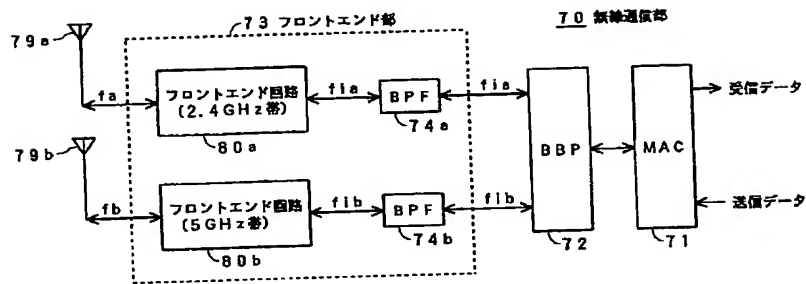 73 フロントエンド部
70 無線通信部
79a
fa
フロントエンド回路
(2.4GHz帯)
80a
fia
BPF
74a
fia
79b
fb
フロントエンド回路
(5GHz帯)
80b
fib
BPF
74b
fib
BBP
72
MAC
71
受信データ
送信データ